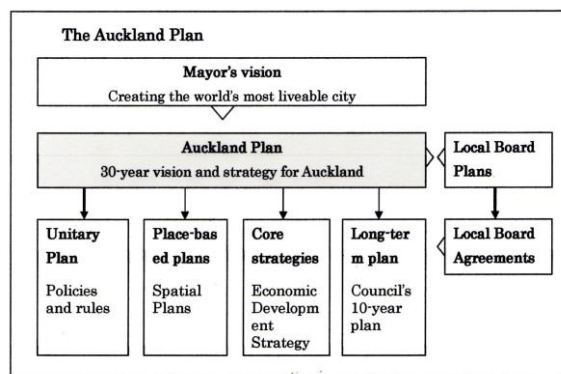 The Auckland Plan
Mayor's vision
Creating the world's most liveable city
Auckland Plan
30-year vision and strategy for Auckland
Local Board
Plans
Unitary
Plan
Policies
and rules
Place-bas
ed plans
Spatial
Plans
Core
strategies
Economic
Developm
ent
Strategy
Long-ter
m plan
Council's
10-year
plan
Local Board
Agreements